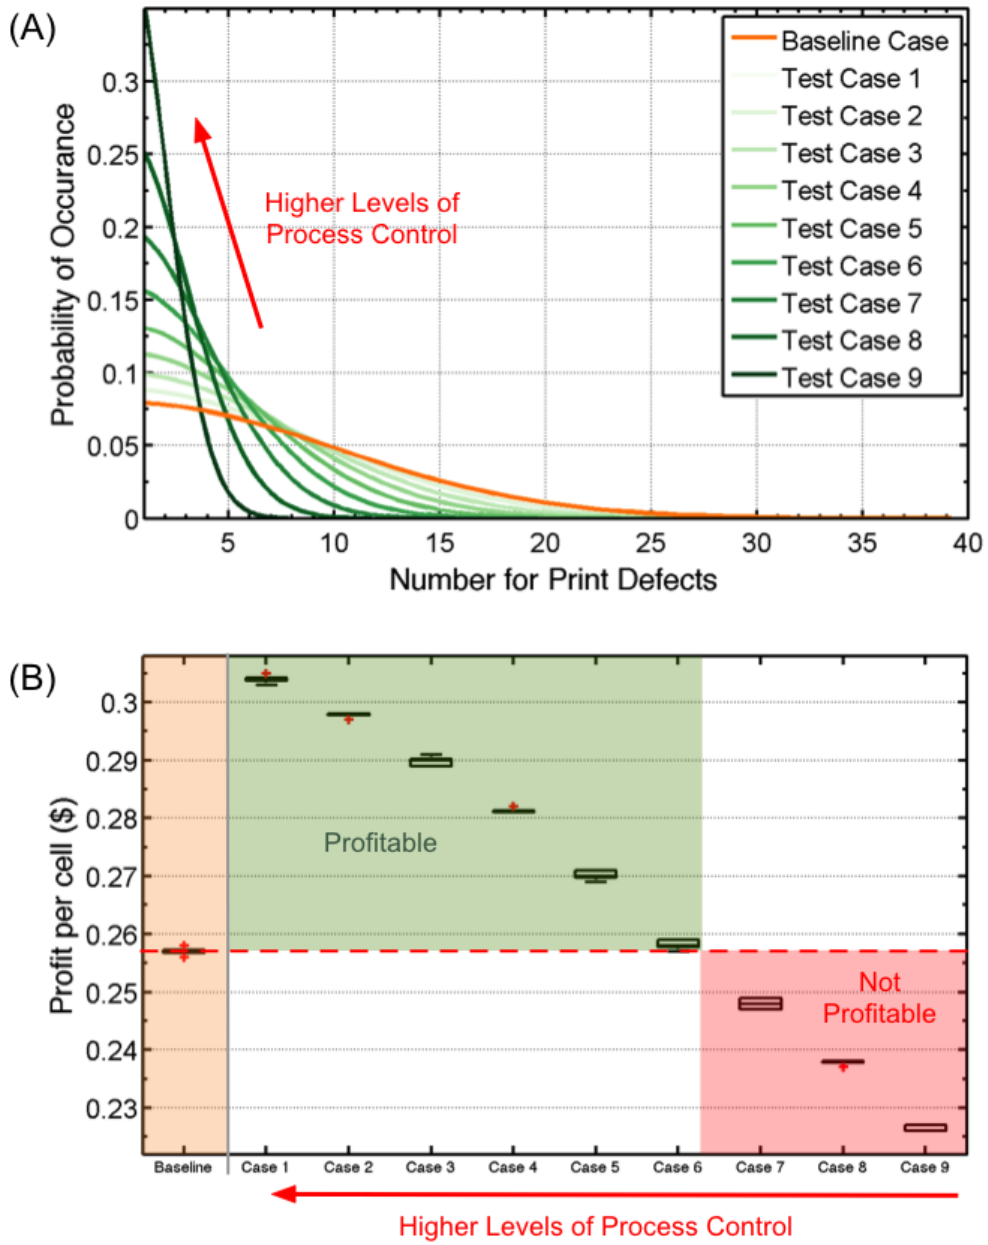 (A)
0.3
0.25
0.2
0.15
0.1
0.05
0
Probability of Occurance
Higher Levels of
Process Control
Baseline Case
Test Case 1
Test Case 2
Test Case 3
Test Case 4
Test Case 5
Test Case 6
Test Case 7
Test Case 8
Test Case 9
5 10 15 20 25 30 35 40
Number for Print Defects
(B)
0.3
0.29
0.28
0.27
0.26
0.25
0.24
0.23
Profit per cell ($)
Profitable
Not
Profitable
Baseline Case 1 Case 2 Case 3 Case 4 Case 5 Case 6 Case 7 Case 8 Case 9
Higher Levels of Process Control